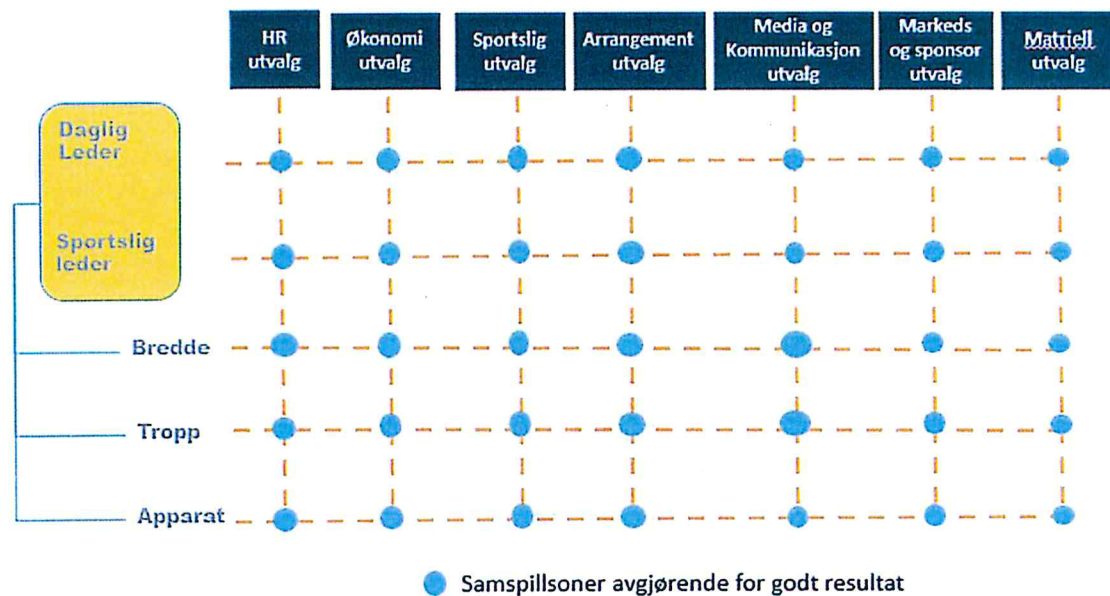 HR
utvalg
Økonomi
utvalg
Sportslig
utvalg
Arrangement
utvalg
Media og
Kommunikasjon
utvalg
Markeds
og sponsor
utvalg
Matriell
utvalg
Daglig
Leder
Sportslig
leder
Bredde
Tropp
Apparat
Samspillsoner avgjørende for godt resultat